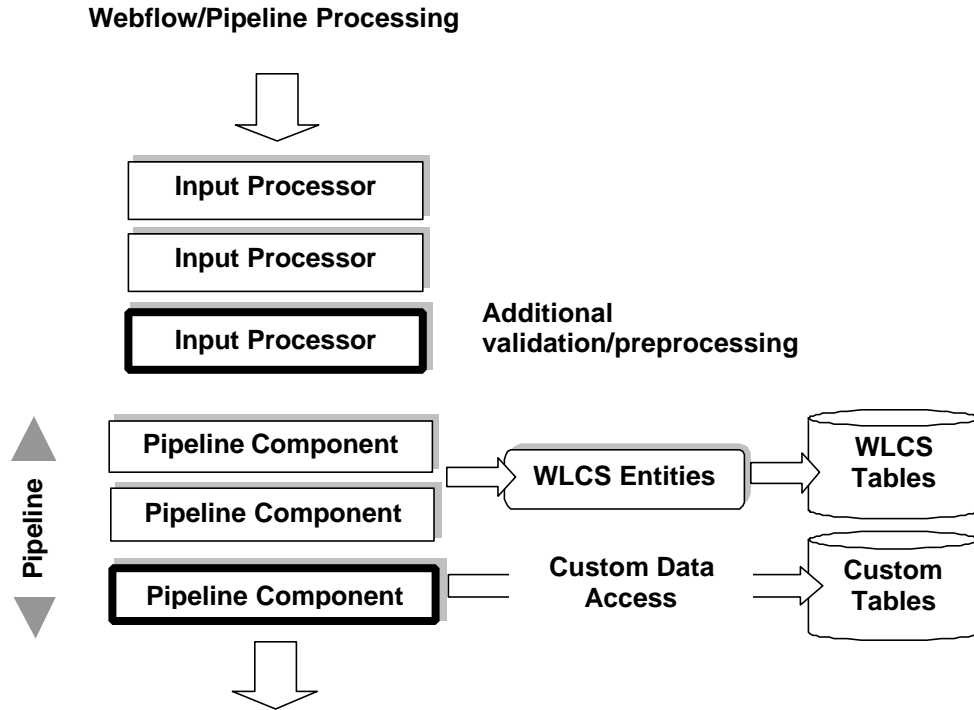 Webflow/Pipeline Processing
Input Processor
Input Processor
Input Processor
Additional
validation/preprocessing
Pipeline
Pipeline Component
Pipeline Component
Pipeline Component
WLCS Entities
WLCS
Tables
Custom Data
Access
Custom
Tables